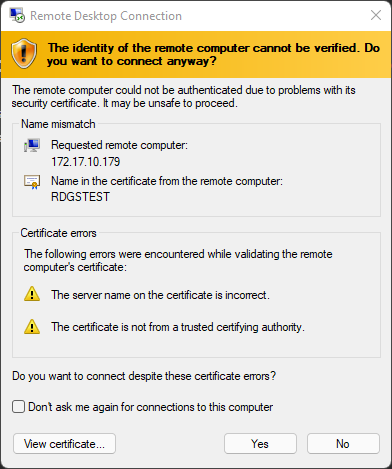 Remote Desktop Connection
The identity of the remote computer cannot be verified. Do
you want to connect anyway?
The remote computer could not be authenticated due to problems with its
security certificate. It may be unsafe to proceed.
Name mismatch
Requested remote computer:
172.17.10.179
Name in the certificate from the remote computer:
RDGSTEST
Certificate errors
The following errors were encountered while validating the remote
computer's certificate:
The server name on the certificate is incorrect.
The certificate is not from a trusted certifying authority.
Do you want to connect despite these certificate errors?
Don't ask me again for connections to this computer
View certificate...
Yes
No